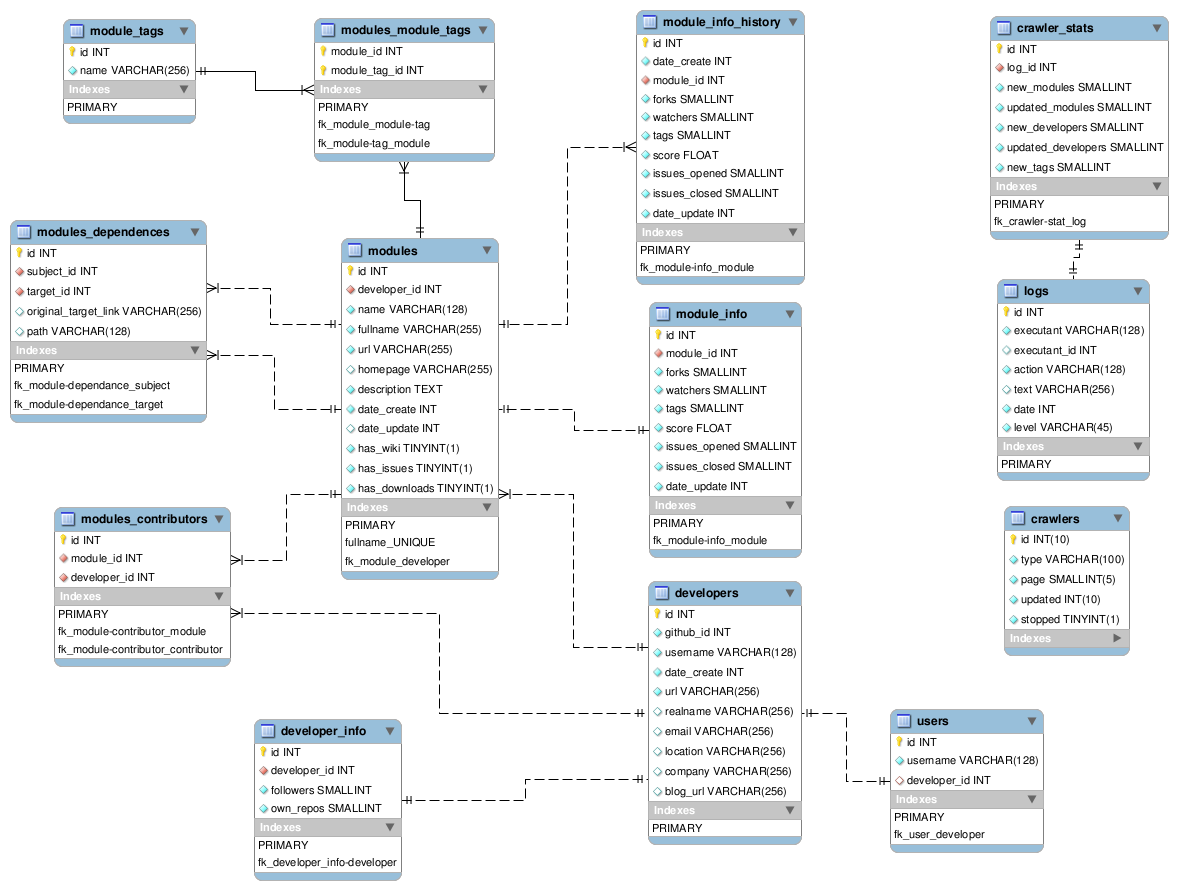 module_tags
id INT
name VARCHAR(256)
Indexes
PRIMARY
modules_module_tags
module_id INT
module_tag_id INT
Indexes
PRIMARY
fk_module_module-tag
fk_module-tag_module
module_info_history
id INT
date_create INT
module_id INT
forks SMALLINT
watchers SMALLINT
tags SMALLINT
score FLOAT
issues_opened SMALLINT
issues_closed SMALLINT
date_update INT
Indexes
PRIMARY
fk_module-info_module
crawler_stats
id INT
log_id INT
new_modules SMALLINT
updated_modules SMALLINT
new_developers SMALLINT
updated_developers SMALLINT
new_tags SMALLINT
Indexes
PRIMARY
fk_crawler-stat_log
modules_dependences
id INT
subject_id INT
target_id INT
original_target_link VARCHAR(256)
path VARCHAR(128)
Indexes
PRIMARY
fk_module-dependance_subject
fk_module-dependance_target
modules
id INT
developer_id INT
name VARCHAR(128)
fullname VARCHAR(255)
url VARCHAR(255)
homepage VARCHAR(255)
description TEXT
date_create INT
date_update INT
has_wiki TINYINT(1)
has_issues TINYINT(1)
has_downloads TINYINT(1)
Indexes
PRIMARY
fullname_UNIQUE
fk_module_developer
module_info
id INT
module_id INT
forks SMALLINT
watchers SMALLINT
tags SMALLINT
score FLOAT
issues_opened SMALLINT
issues_closed SMALLINT
date_update INT
Indexes
PRIMARY
fk_module-info_module
logs
id INT
executant VARCHAR(128)
executant_id INT
action VARCHAR(128)
text VARCHAR(256)
date INT
level VARCHAR(45)
Indexes
PRIMARY
modules_contributors
id INT
module_id INT
developer_id INT
Indexes
PRIMARY
fk_module-contributor_module
fk_module-contributor_contributor
crawlers
id INT(10)
type VARCHAR(100)
page SMALLINT(5)
updated INT(10)
stopped TINYINT(1)
Indexes
developers
id INT
github_id INT
username VARCHAR(128)
date_create INT
url VARCHAR(256)
realname VARCHAR(256)
email VARCHAR(256)
location VARCHAR(256)
company VARCHAR(256)
blog_url VARCHAR(256)
Indexes
PRIMARY
developer_info
id INT
developer_id INT
followers SMALLINT
own_repos SMALLINT
Indexes
PRIMARY
fk_developer_info-developer
users
id INT
username VARCHAR(128)
developer_id INT
Indexes
PRIMARY
fk_user_developer